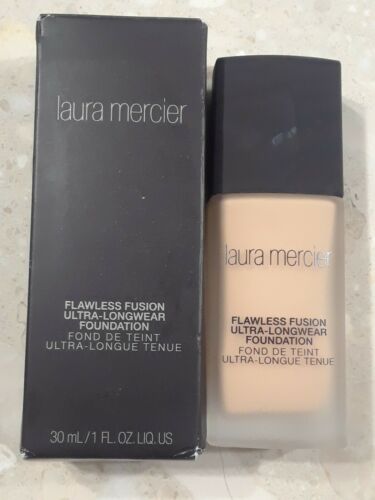 laura mercier
FLAWLESS FUSION
ULTRA-LONGWEAR
FOUNDATION
FOND DE TEINT
ULTRA-LONGUE TENUE
30 mL/1 FL.OZ.LIQ.US
laura mercier
FLAWLESS FUSION
ULTRA-LONGWEAR
FOUNDATION
FOND DE TEINT
ULTRA-LONGUE TENUE